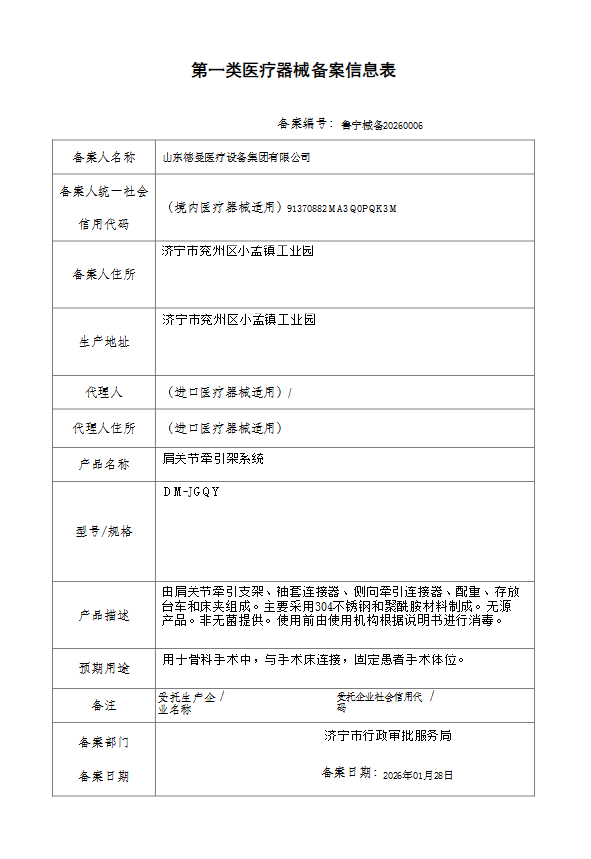 第一类医疗器械备案信息表
备案编号：鲁宁械备20260006
备案人名称 山东德曼医疗设备集团有限公司
备案人统一社会
信用代码
（境内医疗器械适用）91370882MA3Q0PQK3M
备案人住所 济宁市兖州区小孟镇工业园
生产地址 济宁市兖州区小孟镇工业园
代理人 （进口医疗器械适用）/
代理人住所 （进口医疗器械适用）
产品名称 肩关节牵引架系统
型号/规格 DM-JGQY
产品描述
由肩关节牵引支架、袖套连接器、侧向牵引连接器、配重、存放
台车和床夹组成。主要采用304不锈钢和聚酰胺材料制成。无源
产品。非无菌提供。使用前由使用机构根据说明书进行消毒。
预期用途 用于骨科手术中，与手术床连接，固定患者手术体位。
备注
受托生产企 /
业名称
受托企业社会信用代 /
码
备案部门 济宁市行政审批服务局
备案日期 备案日期：2026年01月28日